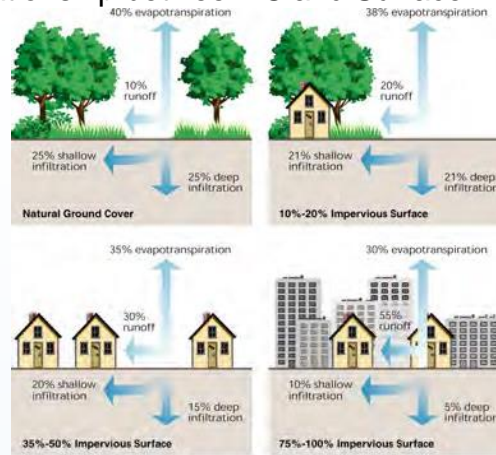 40% evapotranspiration
10%
runoff
25% shallow
infiltration
25% deep
infiltration
Natural Ground Cover
38% evapotranspiration
20%
runoff
21% shallow
infiltration
21% deep
infiltration
10%-20% Impervious Surface
35% evapotranspiration
30%
runoff
20% shallow
infiltration
15% deep
infiltration
35%-50% Impervious Surface
30% evapotranspiration
55%
runoff
10% shallow
infiltration
5% deep
infiltration
75%-100% Impervious Surface